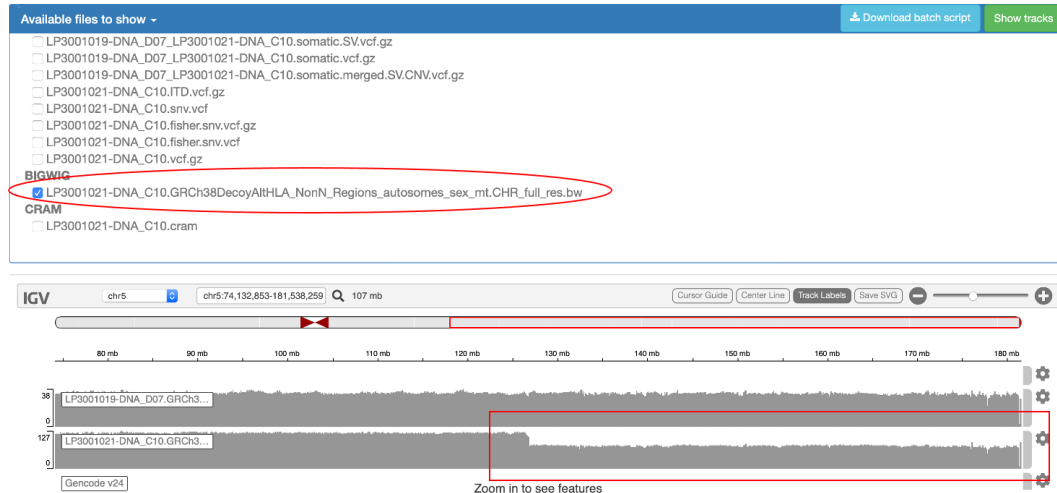 Available files to show
Download batch script
Show tracks
LP3001019-DNA_D07_LP3001021-DNA_C10.somatic.SV.vcf.gz
LP3001019-DNA_D07_LP3001021-DNA_C10.somatic.vcf.gz
LP3001019-DNA_D07_LP3001021-DNA_C10.somatic.merged.SV.CNV.vcf.gz
LP3001021-DNA_C10.ITD.vcf.gz
LP3001021-DNA_C10.snv.vcf
LP3001021-DNA_C10.fisher.snv.vcf.gz
LP3001021-DNA_C10.fisher.snv.vcf
LP3001021-DNA_C10.vcf.gz
BIGWIG
LP3001021-DNA_C10.GRCh38DecoyAltHLA_NonN_Regions_autosomes_sex_mt.CHR_full_res.bw
CRAM
LP3001021-DNA_C10.cram
IGV
chr5
chr5:74,132,853-181,538,259
107 mb
Cursor Guide
Center Line
Track Labels
Save SVG
80 mb 90 mb 100 mb 110 mb 120 mb 130 mb 140 mb 150 mb 160 mb 170 mb 180 mb
38
LP3001019-DNA_D07.GRCh3...
0
127
LP3001021-DNA_C10.GRCh3...
0
Gencode v24
Zoom in to see features